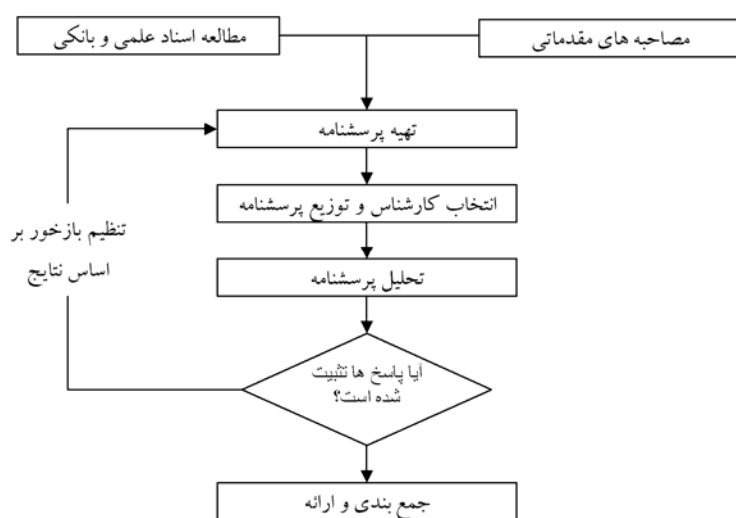 مصاحبه های مقدماتی
مطالعه اسناد علمی و بانکی
تهیه پرسشنامه
انتخاب کارشناس و توزیع پرسشنامه
تنظیم بازخور بر
اساس نتایج
تحلیل پرسشنامه
آیا پاسخ ها تثبیت
شده است؟
جمع بندی و ارائه